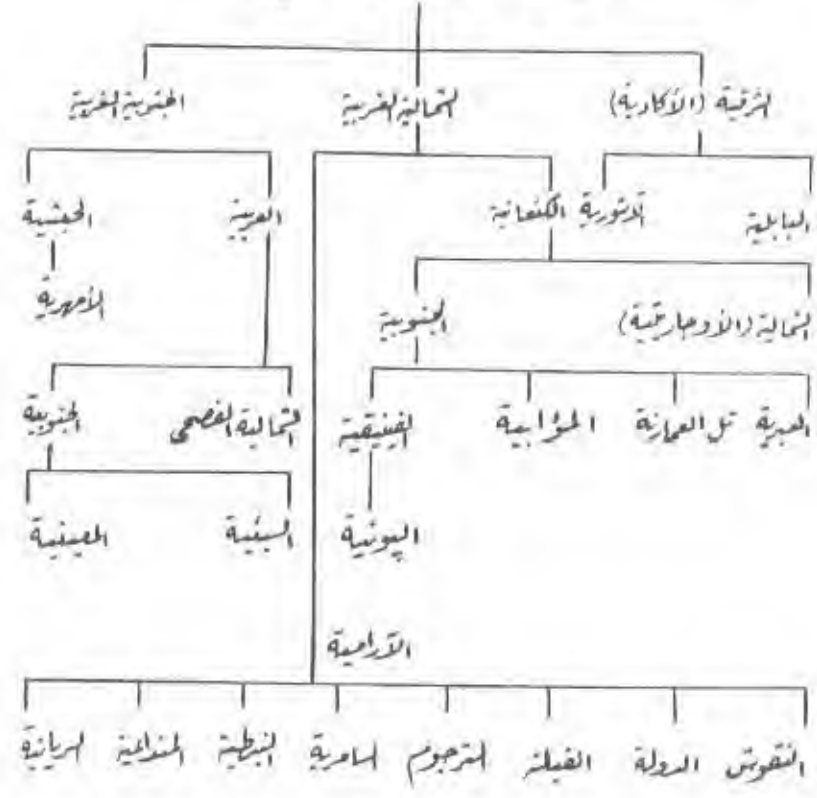 الشرقية (الأكادية) الشمالية الغربية الجنوبية الغربية
البابلية الآشورية الكنعانية العربية الحبشية
الشمالية (الأوجاريتية) الجنوبية الأمهرية
العبرية تل العمارنة المؤابية الفينيقية الشمالية الفصحى الجنوبية
البونية السبئية المعينية
الآرامية
النقوش الدولة القبيلة الترجوم السامرية النبطية المندائية السريانية